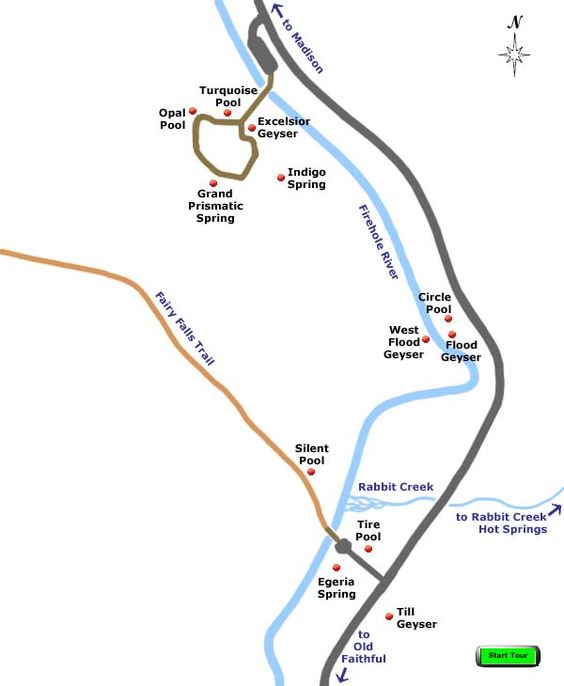 N
to Madison
Turquoise
Pool
Opal
Pool
Excelsior
Geyser
Indigo
Spring
Grand
Prismatic
Spring
Firehole River
Fairy Falls Trail
Circle
Pool
West
Flood
Geyser
Flood
Geyser
Silent
Pool
Rabbit Creek
to Rabbit Creek
Hot Springs
Tire
Pool
Egeria
Spring
Till
Geyser
to
Old
Faithful
Start Tour